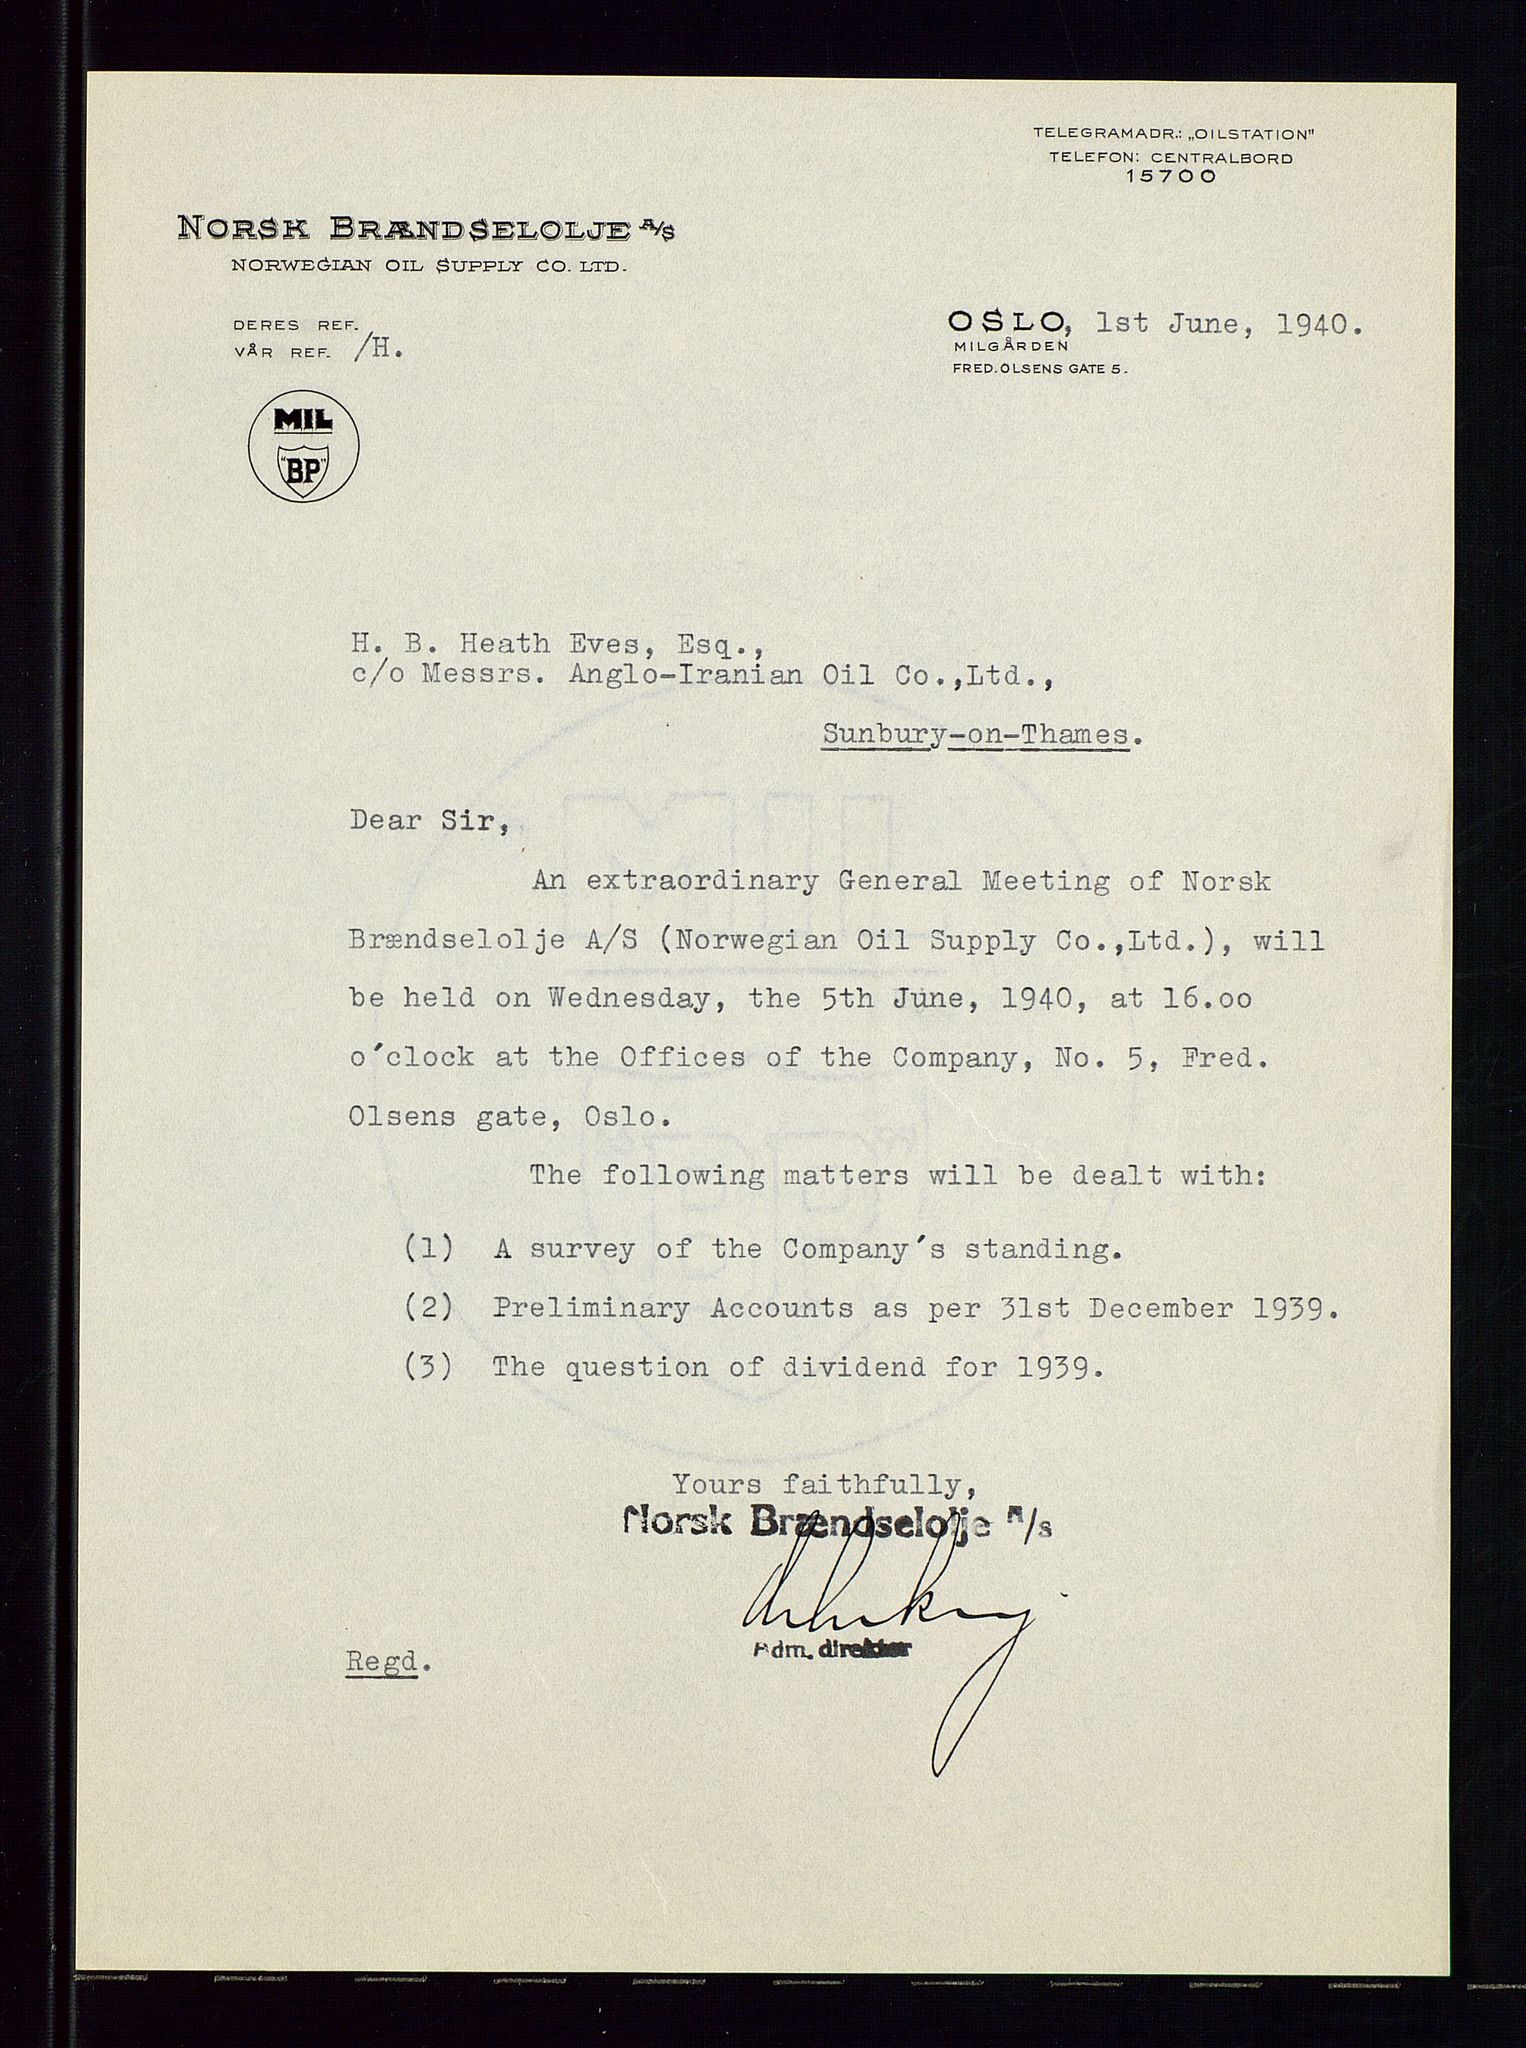 TELEGRAMADR.: „OILSTATION"
TELEFON: CENTRALBORD
15700
NORSK BRÆNDSELOLJE A/S
NORWEGIAN OIL SUPPLY CO. LTD.
DERES REF.
VÅR REF. /H.
OSLO, 1st June, 1940.
MILGÅRDEN
FRED. OLSENS GATE 5.
MIL
"BP"
H. B. Heath Eves, Esq.,
c/o Messrs. Anglo-Iranian Oil Co.,Ltd.,
Sunbury-on-Thames.
Dear Sir,
An extraordinary General Meeting of Norsk
Brændselolje A/S (Norwegian Oil Supply Co.,Ltd.), will
be held on Wednesday, the 5th June, 1940, at 16.oo
o'clock at the Offices of the Company, No. 5, Fred.
Olsens gate, Oslo.
The following matters will be dealt with:
(1) A survey of the Company's standing.
(2) Preliminary Accounts as per 31st December 1939.
(3) The question of dividend for 1939.
Yours faithfully,
Norsk Brændselolje A/s
Adm. direktør
Regd.